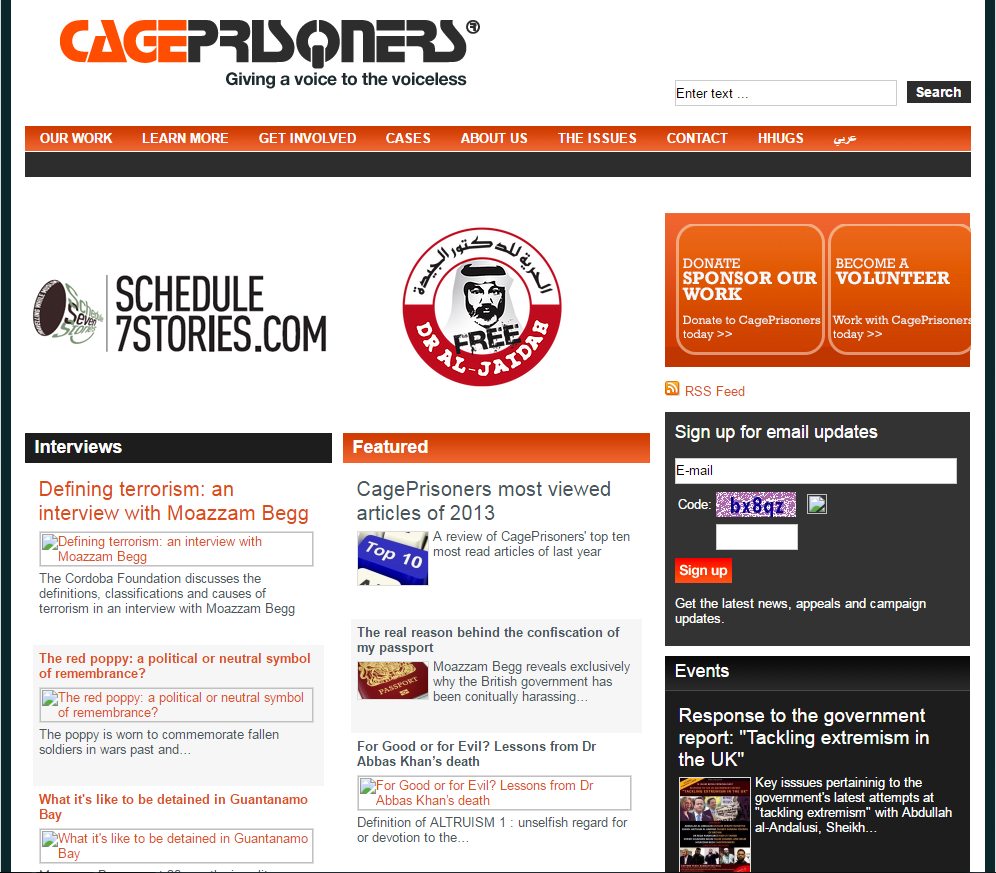 CAGEPRISONERS®
Giving a voice to the voiceless
Enter text ...
Search
OUR WORK LEARN MORE GET INVOLVED CASES ABOUT US THE ISSUES CONTACT HHUGS عربي
SCHEDULE
7STORIES.COM
Schedule
Seven
Stories
الحرية للدكتور الجيدة
FREE
DR AL-JAIDAH
DONATE
SPONSOR OUR
WORK
Donate to CagePrisoners
today >>
BECOME A
VOLUNTEER
Work with CagePrisoners
today >>
RSS Feed
Interviews
Defining terrorism: an
interview with Moazzam Begg
Defining terrorism: an interview with
Moazzam Begg
The Cordoba Foundation discusses the
definitions, classifications and causes of
terrorism in an interview with Moazzam Begg
The red poppy: a political or neutral symbol
of remembrance?
The red poppy: a political or neutral symbol
of remembrance?
The poppy is worn to commemorate fallen
soldiers in wars past and...
What it's like to be detained in Guantanamo
Bay
What it's like to be detained in Guantanamo
Bay
Featured
CagePrisoners most viewed
articles of 2013
Top 10
A review of CagePrisoners' top ten
most read articles of last year
The real reason behind the confiscation of
my passport
PASSPORT
Moazzam Begg reveals exclusively
why the British government has
been conitually harassing...
For Good or for Evil? Lessons from Dr
Abbas Khan's death
For Good or for Evil? Lessons from Dr
Abbas Khan's death
Definition of ALTRUISM 1 : unselfish regard for
or devotion to the...
Sign up for email updates
E-mail
Code: bx8qz
Sign up
Get the latest news, appeals and campaign
updates.
Events
Response to the government
report: "Tackling extremism in
the UK"
Key isssues pertaininig to the
government's latest attempts at
"tackling extremism" with Abdullah
al-Andalusi, Sheikh...